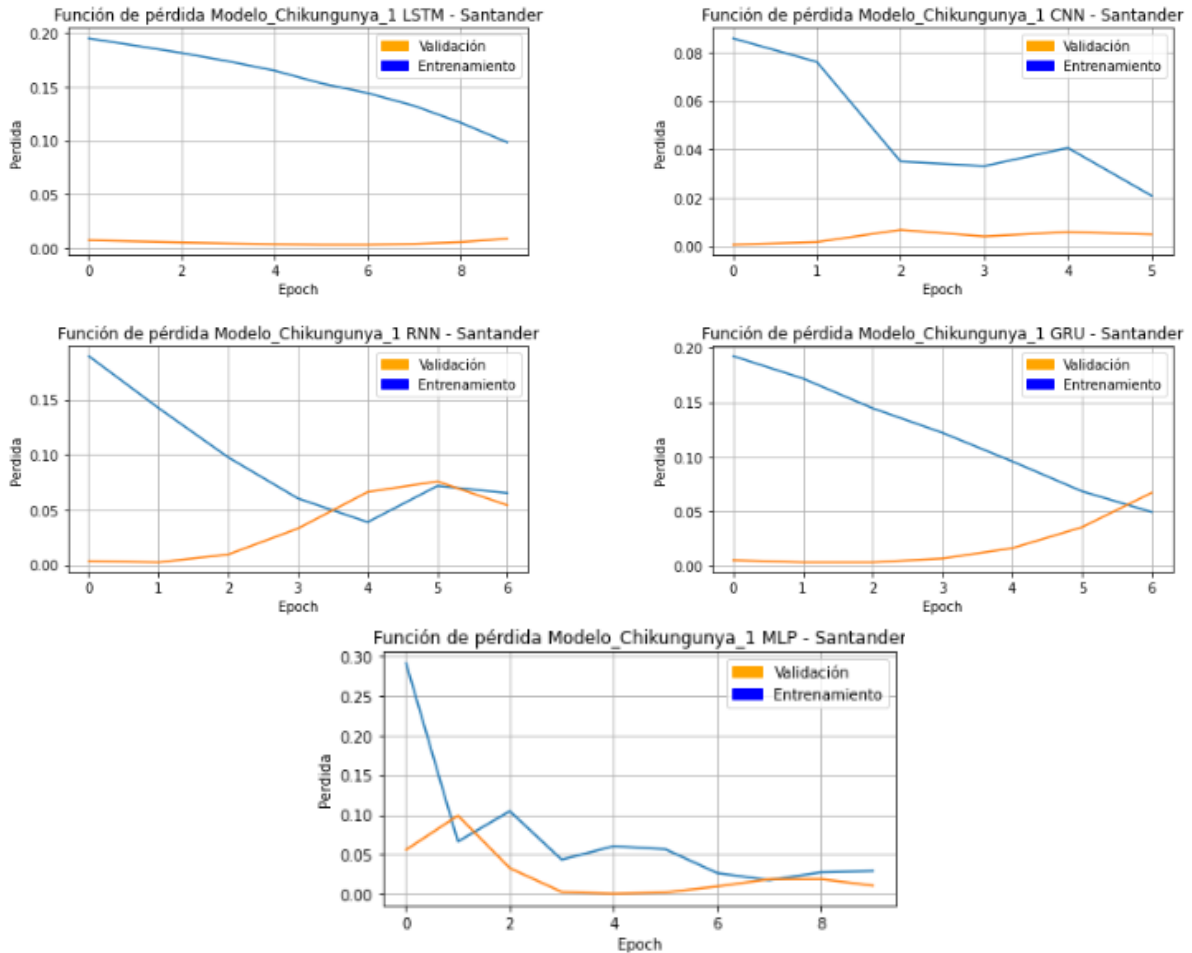 Función de pérdida Modelo_Chikungunya_1 LSTM - Santander
0.20
0.15
0.10
0.05
0.00
Perdida
Validación
Entrenamiento
0 2 4 6 8
Epoch
Función de pérdida Modelo_Chikungunya_1 CNN - Santander
0.08
0.06
0.04
0.02
0.00
Perdida
Validación
Entrenamiento
0 1 2 3 4 5
Epoch
Función de pérdida Modelo_Chikungunya_1 RNN - Santander
0.15
0.10
0.05
0.00
Perdida
Validación
Entrenamiento
0 1 2 3 4 5 6
Epoch
Función de pérdida Modelo_Chikungunya_1 GRU - Santander
0.20
0.15
0.10
0.05
0.00
Perdida
Validación
Entrenamiento
0 1 2 3 4 5 6
Epoch
Función de pérdida Modelo_Chikungunya_1 MLP - Santander
0.30
0.25
0.20
0.15
0.10
0.05
0.00
Perdida
Validación
Entrenamiento
0 2 4 6 8
Epoch